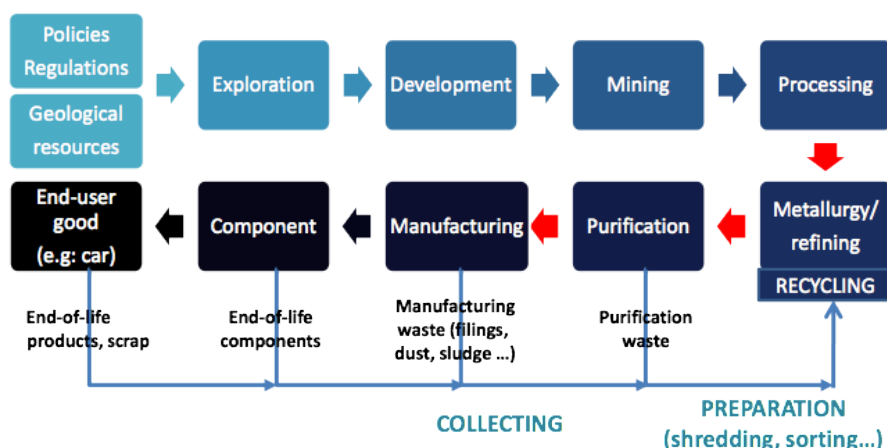 Policies
Regulations
Geological
resources
Exploration
Development
Mining
Processing
End-user
good
(e.g: car)
Component
Manufacturing
Purification
Metallurgy/
refining
RECYCLING
End-of-life
products, scrap
End-of-life
components
Manufacturing
waste (filings,
dust, sludge ...)
Purification
waste
COLLECTING
PREPARATION
(shredding, sorting...)